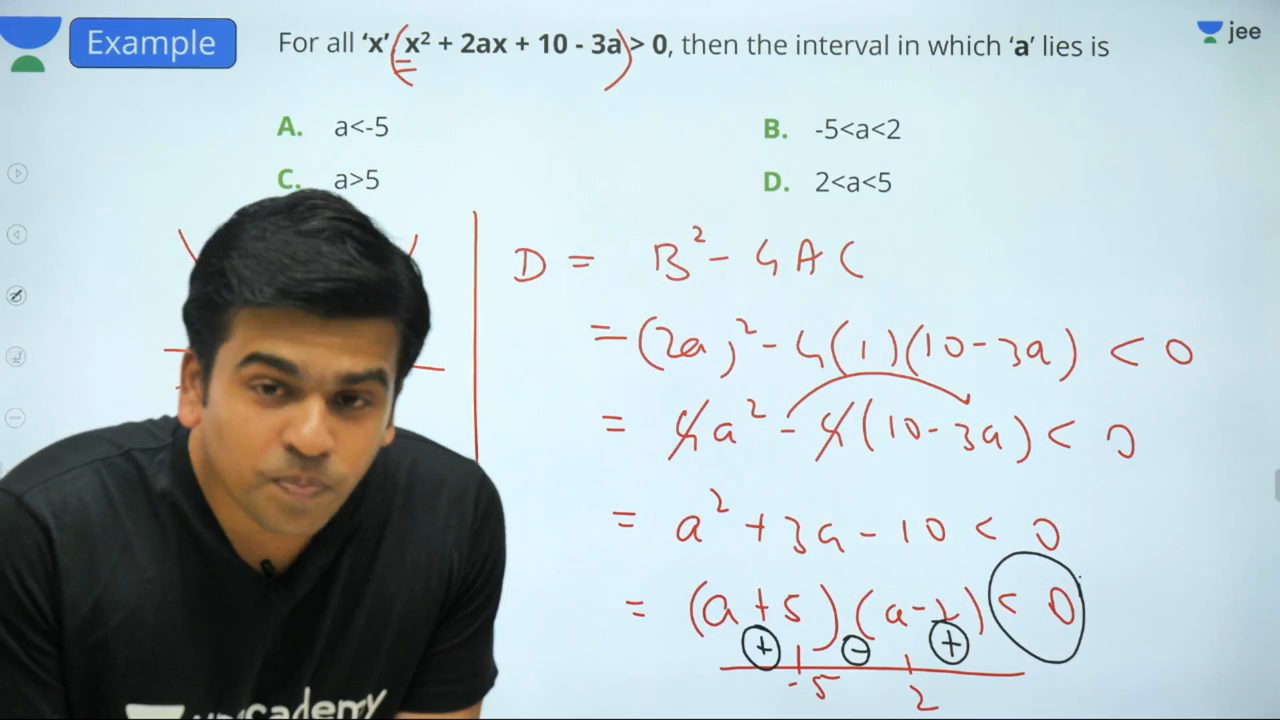 Example
For all ‘x’ (x² + 2ax + 10 - 3a) > 0, then the interval in which ‘a’ lies is
jee
A. a<-5
B. -5<a<2
C. a>5
D. 2<a<5
D = B² - 4AC
= (2a)² - 4(1)(10-3a) < 0
= 4a² - 4(10-3a) < 0
= a² + 3a - 10 < 0
= (a+5)(a-2) < 0
+ - +
-5 2